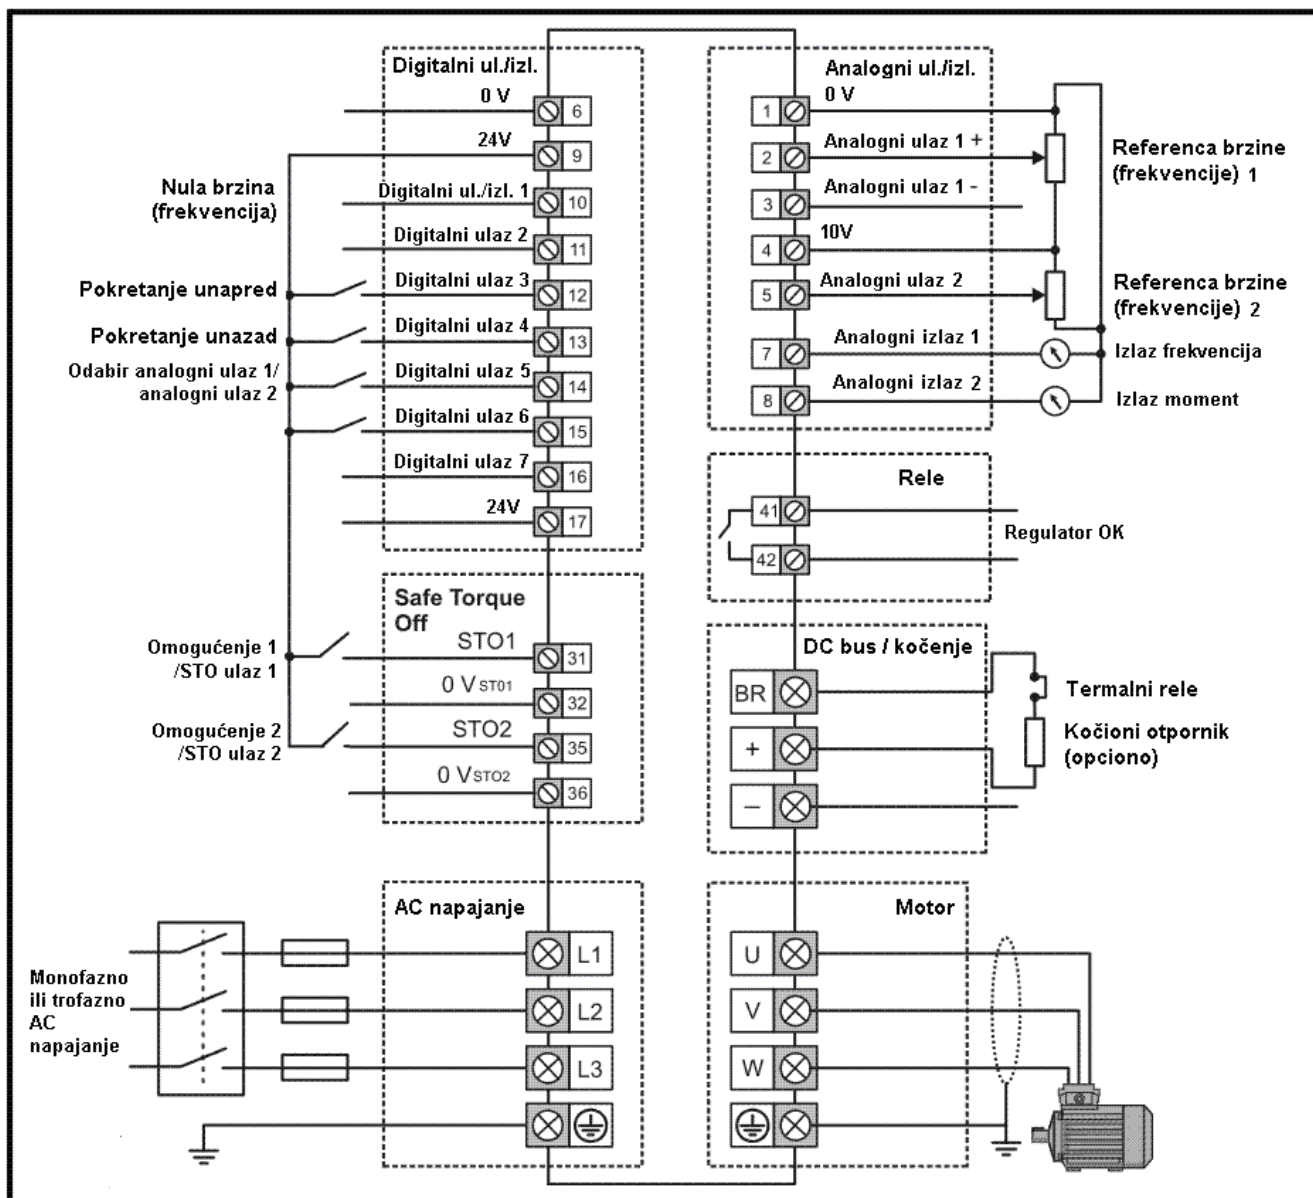 Digitalni ul./izl.
0 V
6
24V
9
Nula brzina
(frekvencija)
Digitalni ul./izl. 1
10
Digitalni ulaz 2
11
Pokretanje unapred
Digitalni ulaz 3
12
Pokretanje unazad
Digitalni ulaz 4
13
Odabir analogni ulaz 1/
analogni ulaz 2
Digitalni ulaz 5
14
Digitalni ulaz 6
15
Digitalni ulaz 7
16
24V
17
Analogni ul./izl.
0 V
1
Analogni ulaz 1 +
2
Referenca brzine
(frekvencije) 1
Analogni ulaz 1 -
3
10V
4
Analogni ulaz 2
5
Referenca brzine
(frekvencije) 2
Analogni izlaz 1
7
Izlaz frekvencija
Analogni izlaz 2
8
Izlaz moment
Rele
41
Regulator OK
42
Safe Torque
Off
Omogućenje 1
/STO ulaz 1
STO1
31
0 VSTO1
32
Omogućenje 2
/STO ulaz 2
STO2
35
0 VSTO2
36
DC bus / kočenje
BR
Termalni rele
+
Kočioni otpornik
(opciono)
–
AC napajanje
Monofazno
ili trofazno
AC
napajanje
L1
L2
L3
Motor
U
V
W